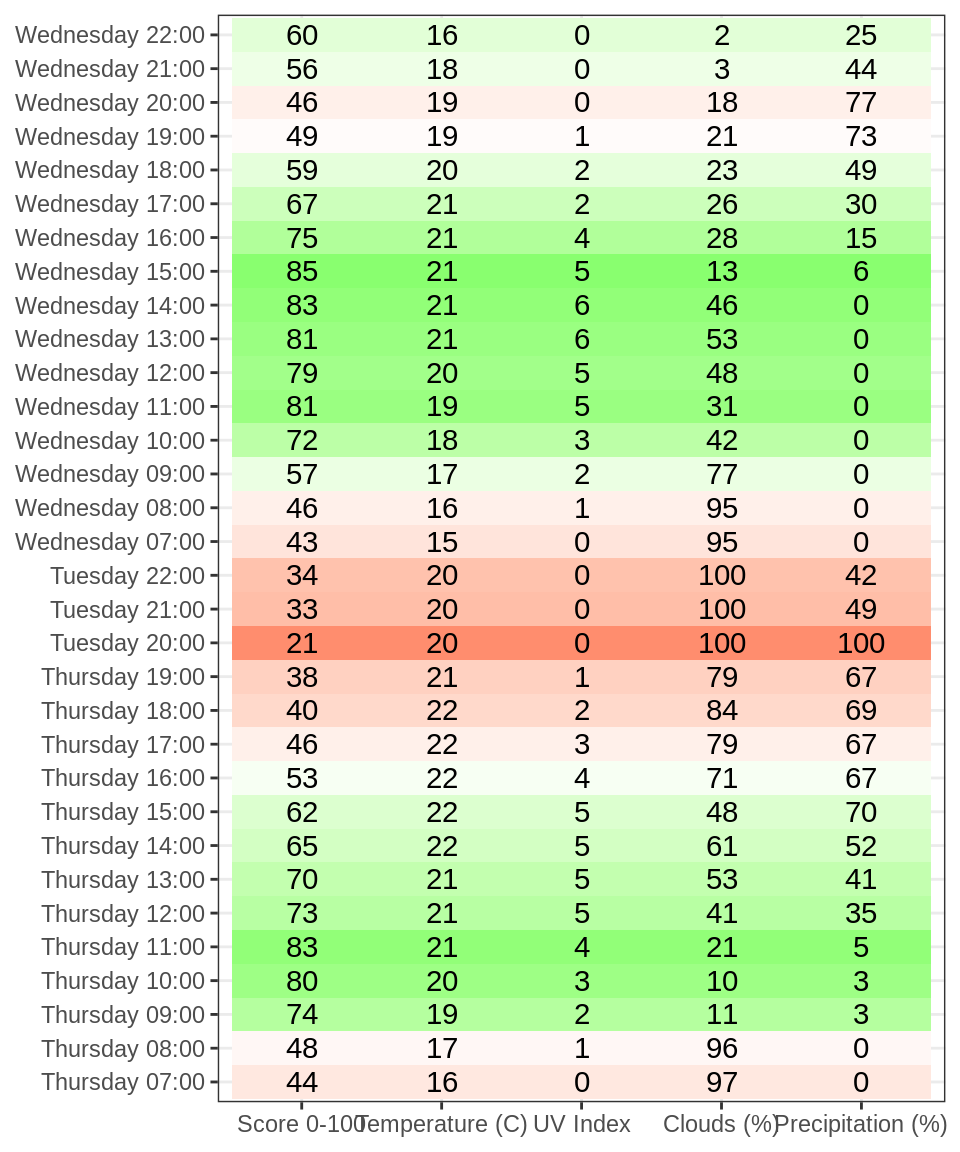 Wednesday 22:00 60 16 0 2 25
Wednesday 21:00 56 18 0 3 44
Wednesday 20:00 46 19 0 18 77
Wednesday 19:00 49 19 1 21 73
Wednesday 18:00 59 20 2 23 49
Wednesday 17:00 67 21 2 26 30
Wednesday 16:00 75 21 4 28 15
Wednesday 15:00 85 21 5 13 6
Wednesday 14:00 83 21 6 46 0
Wednesday 13:00 81 21 6 53 0
Wednesday 12:00 79 20 5 48 0
Wednesday 11:00 81 19 5 31 0
Wednesday 10:00 72 18 3 42 0
Wednesday 09:00 57 17 2 77 0
Wednesday 08:00 46 16 1 95 0
Wednesday 07:00 43 15 0 95 0
Tuesday 22:00 34 20 0 100 42
Tuesday 21:00 33 20 0 100 49
Tuesday 20:00 21 20 0 100 100
Thursday 19:00 38 21 1 79 67
Thursday 18:00 40 22 2 84 69
Thursday 17:00 46 22 3 79 67
Thursday 16:00 53 22 4 71 67
Thursday 15:00 62 22 5 48 70
Thursday 14:00 65 22 5 61 52
Thursday 13:00 70 21 5 53 41
Thursday 12:00 73 21 5 41 35
Thursday 11:00 83 21 4 21 5
Thursday 10:00 80 20 3 10 3
Thursday 09:00 74 19 2 11 3
Thursday 08:00 48 17 1 96 0
Thursday 07:00 44 16 0 97 0
Score 0-100 Temperature (C) UV Index Clouds (%) Precipitation (%)